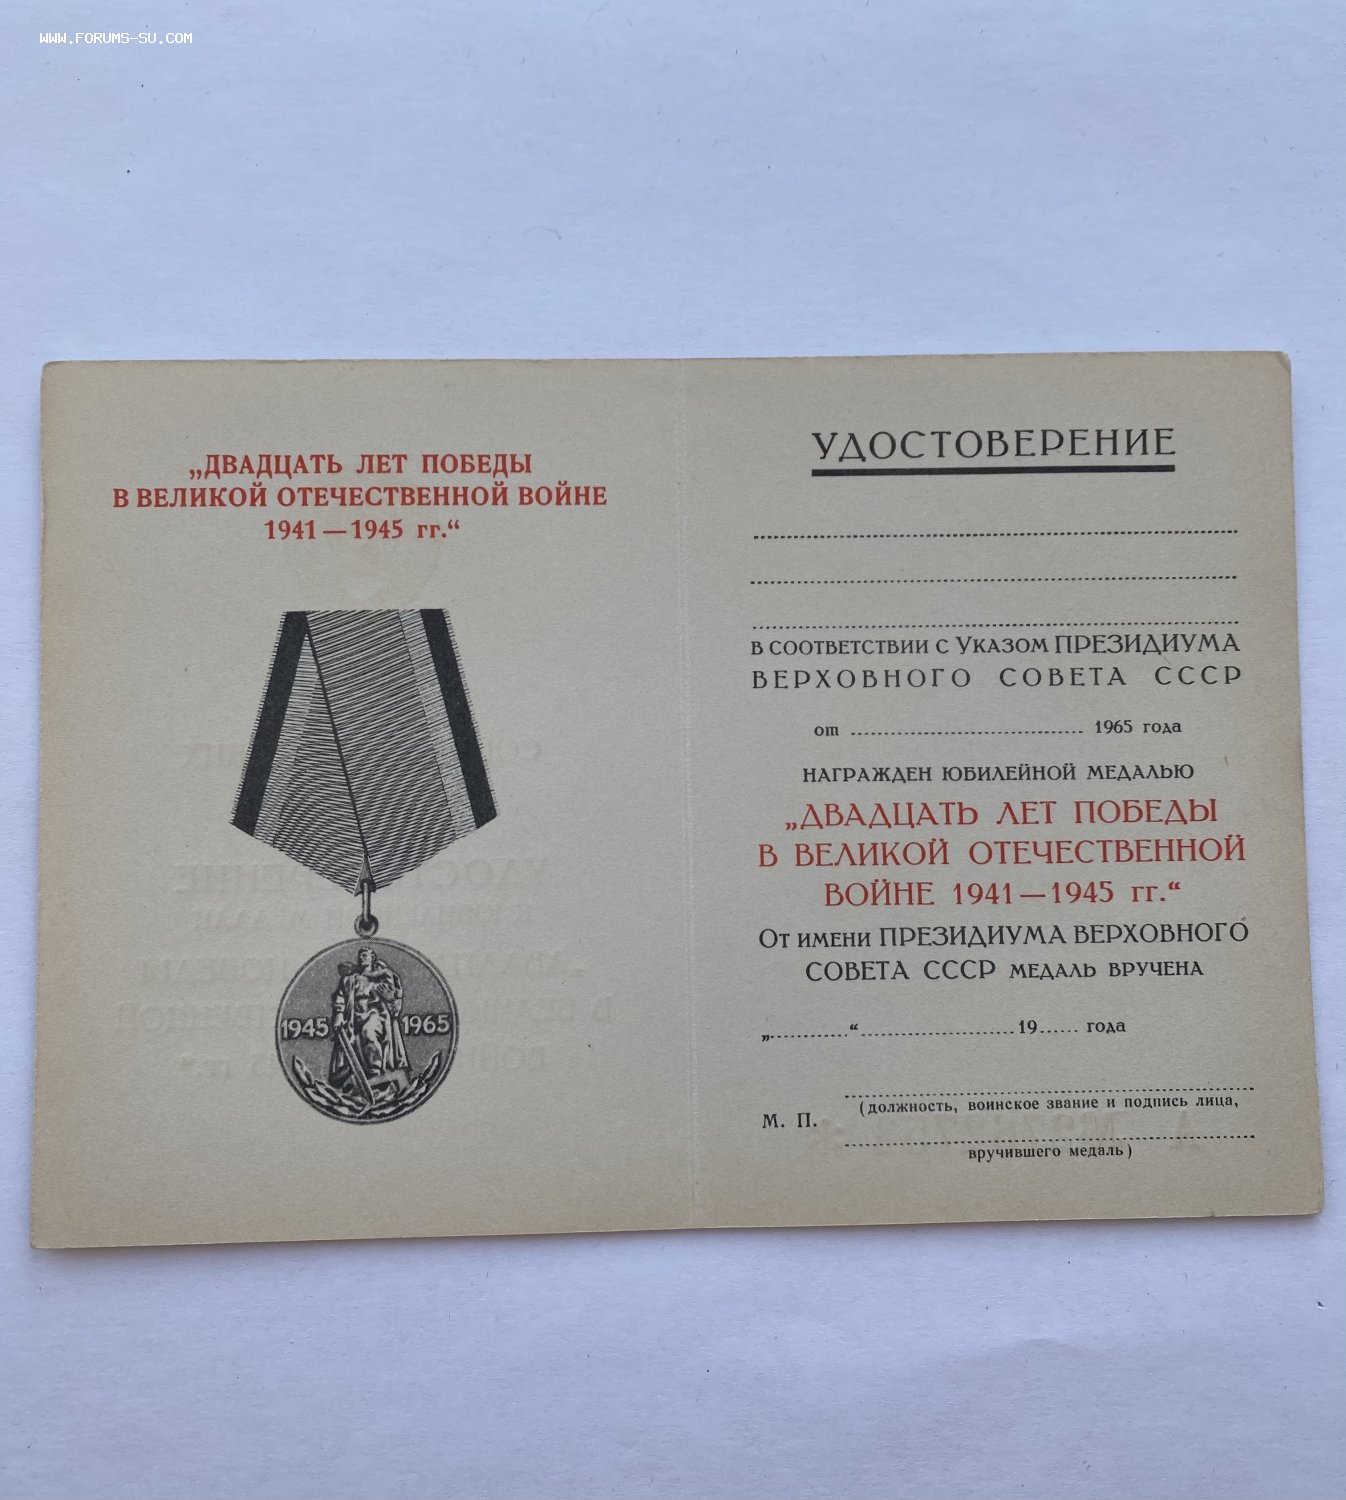 WWW.FORUMS-SU.COM
„ДВАДЦАТЬ ЛЕТ ПОБЕДЫ
В ВЕЛИКОЙ ОТЕЧЕСТВЕННОЙ ВОЙНЕ
1941—1945 гг.“
1945 1965
УДОСТОВЕРЕНИЕ
В СООТВЕТСТВИИ С УКАЗОМ ПРЕЗИДИУМА
ВЕРХОВНОГО СОВЕТА СССР
от ........................ 1965 года
НАГРАЖДЕН ЮБИЛЕЙНОЙ МЕДАЛЬЮ
„ДВАДЦАТЬ ЛЕТ ПОБЕДЫ
В ВЕЛИКОЙ ОТЕЧЕСТВЕННОЙ
ВОЙНЕ 1941—1945 гг.“
ОТ ИМЕНИ ПРЕЗИДИУМА ВЕРХОВНОГО
СОВЕТА СССР МЕДАЛЬ ВРУЧЕНА
„............“........................19...... года
(должность, воинское звание и подпись лица,
М. П.
вручившего медаль)